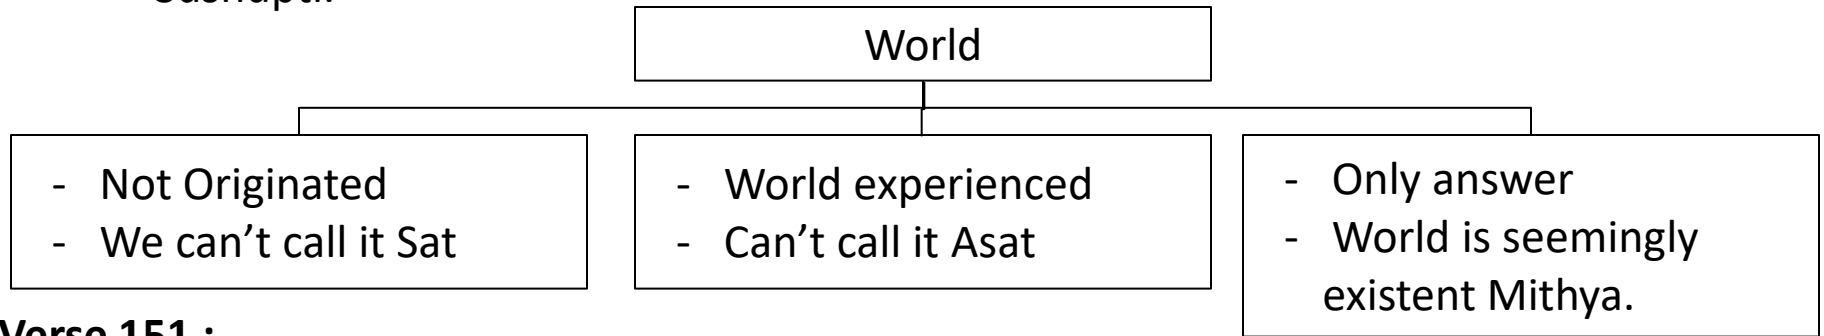 World
- Not Originated
- We can't call it Sat
- World experienced
- Can't call it Asat
- Only answer
- World is seemingly
existent Mithya.
Verse 151 :